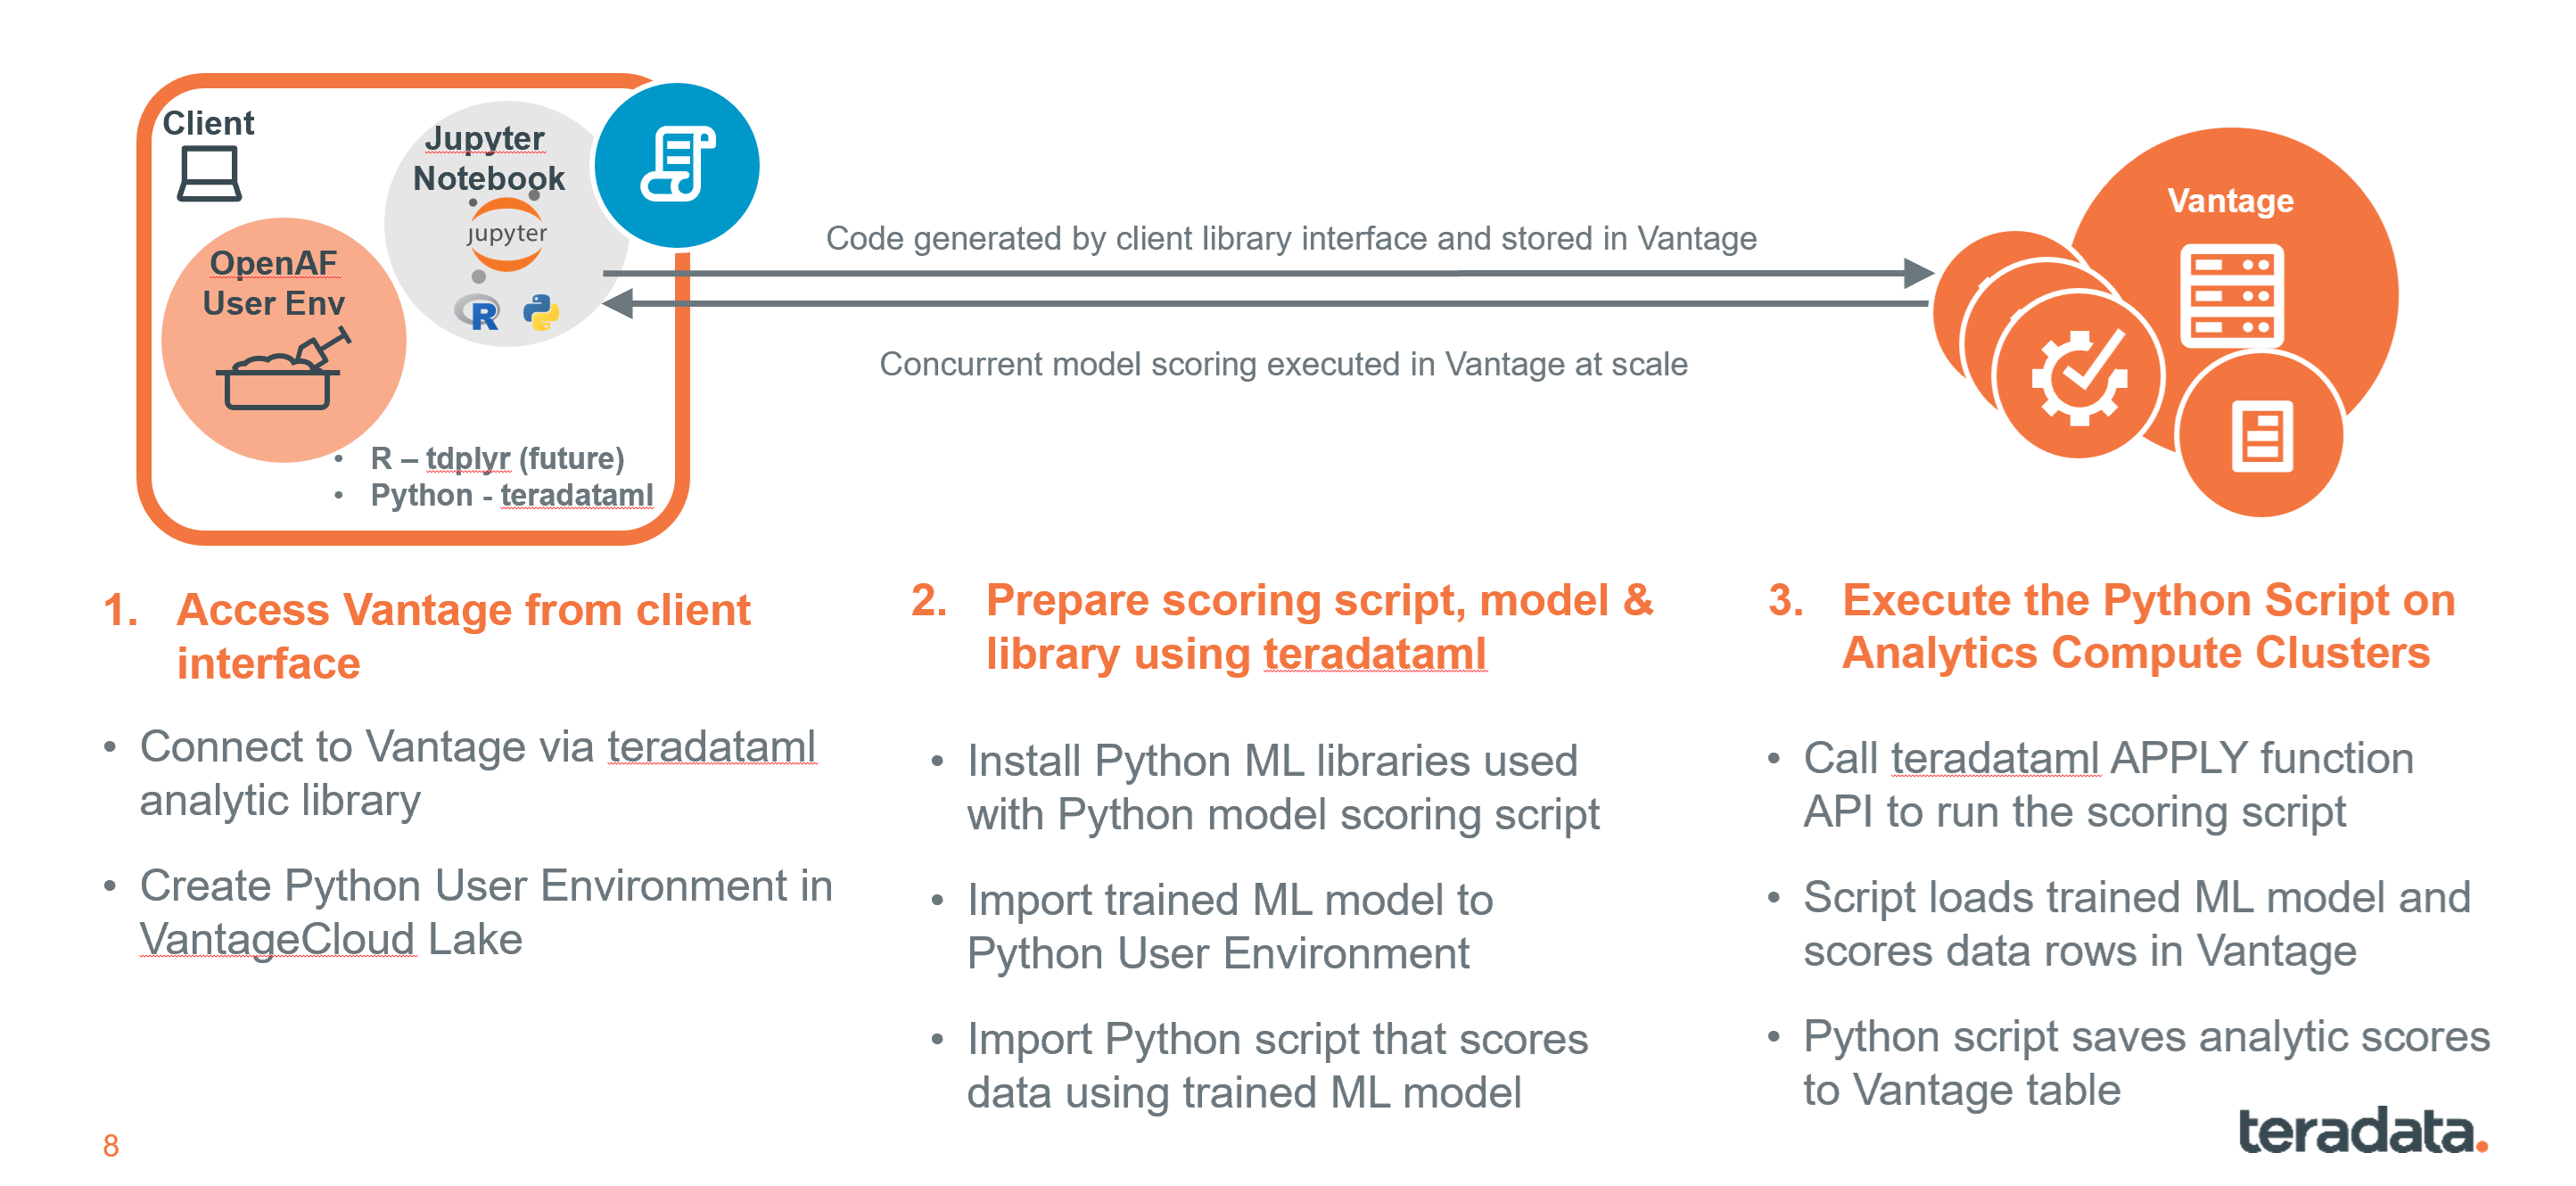 Client
Jupyter
Notebook
jupyter
R
OpenAF
User Env
• R – tdplyr (future)
• Python - teradataml
Code generated by client library interface and stored in Vantage
Concurrent model scoring executed in Vantage at scale
Vantage
1. Access Vantage from client
interface
• Connect to Vantage via teradataml
analytic library
• Create Python User Environment in
VantageCloud Lake
2. Prepare scoring script, model &
library using teradataml
• Install Python ML libraries used
with Python model scoring script
• Import trained ML model to
Python User Environment
• Import Python script that scores
data using trained ML model
3. Execute the Python Script on
Analytics Compute Clusters
• Call teradataml APPLY function
API to run the scoring script
• Script loads trained ML model and
scores data rows in Vantage
• Python script saves analytic scores
to Vantage table
8
teradata.